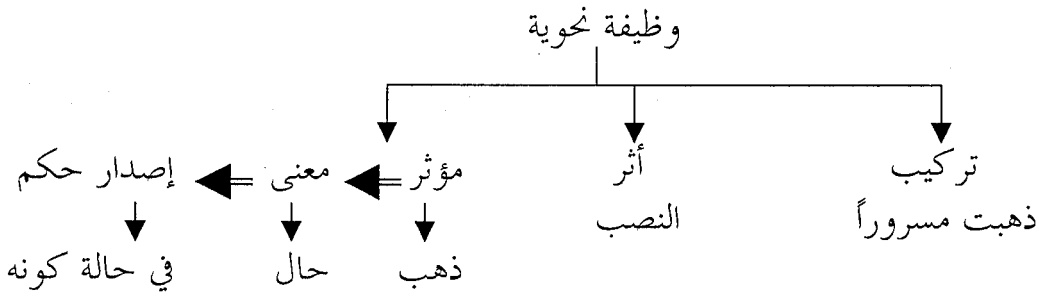 وظيفة نحوية
تركيب أثر مؤثر معنى إصدار حكم
ذهبت مسروراً النصب
ذهب حال في حالة كونه